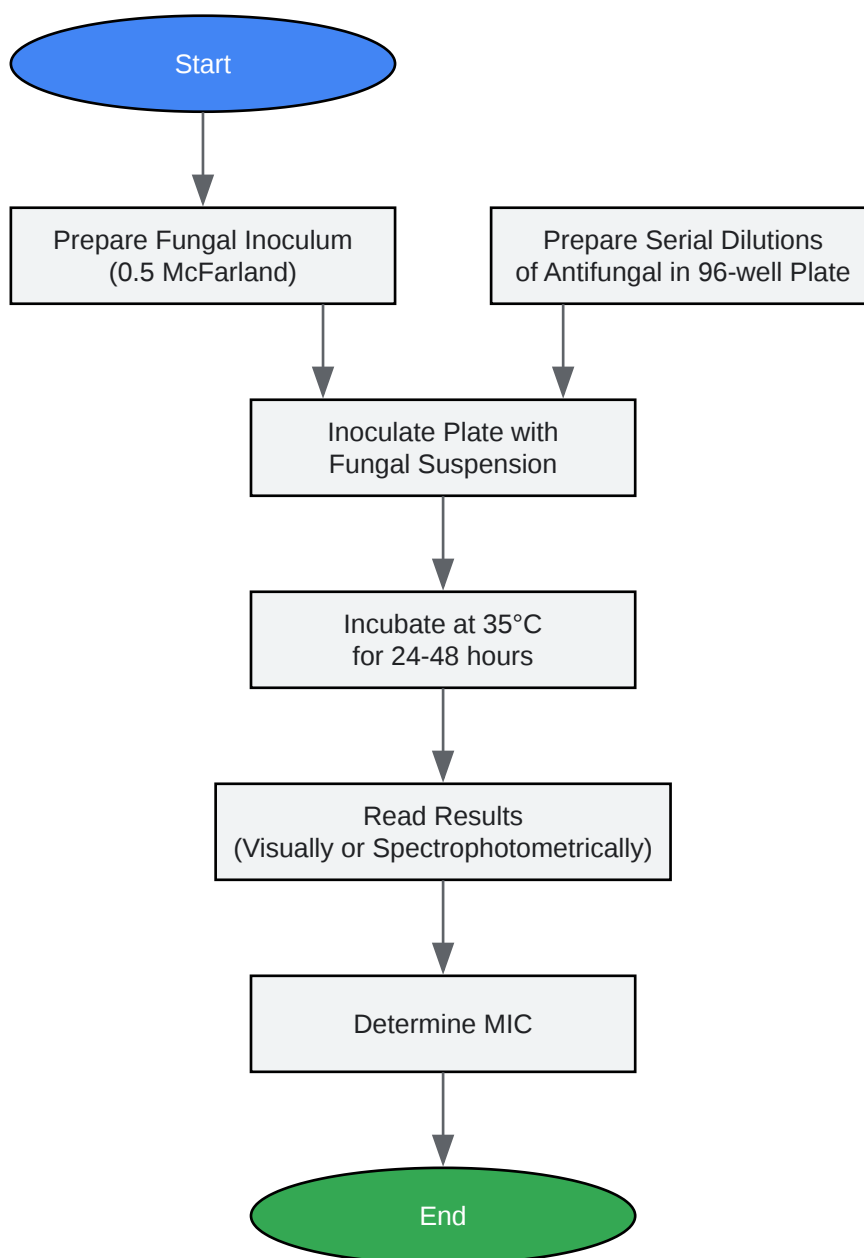 Start
Prepare Fungal Inoculum
(0.5 McFarland)
Prepare Serial Dilutions
of Antifungal in 96-well Plate
Inoculate Plate with
Fungal Suspension
Incubate at 35°C
for 24-48 hours
Read Results
(Visually or Spectrophotometrically)
Determine MIC
End